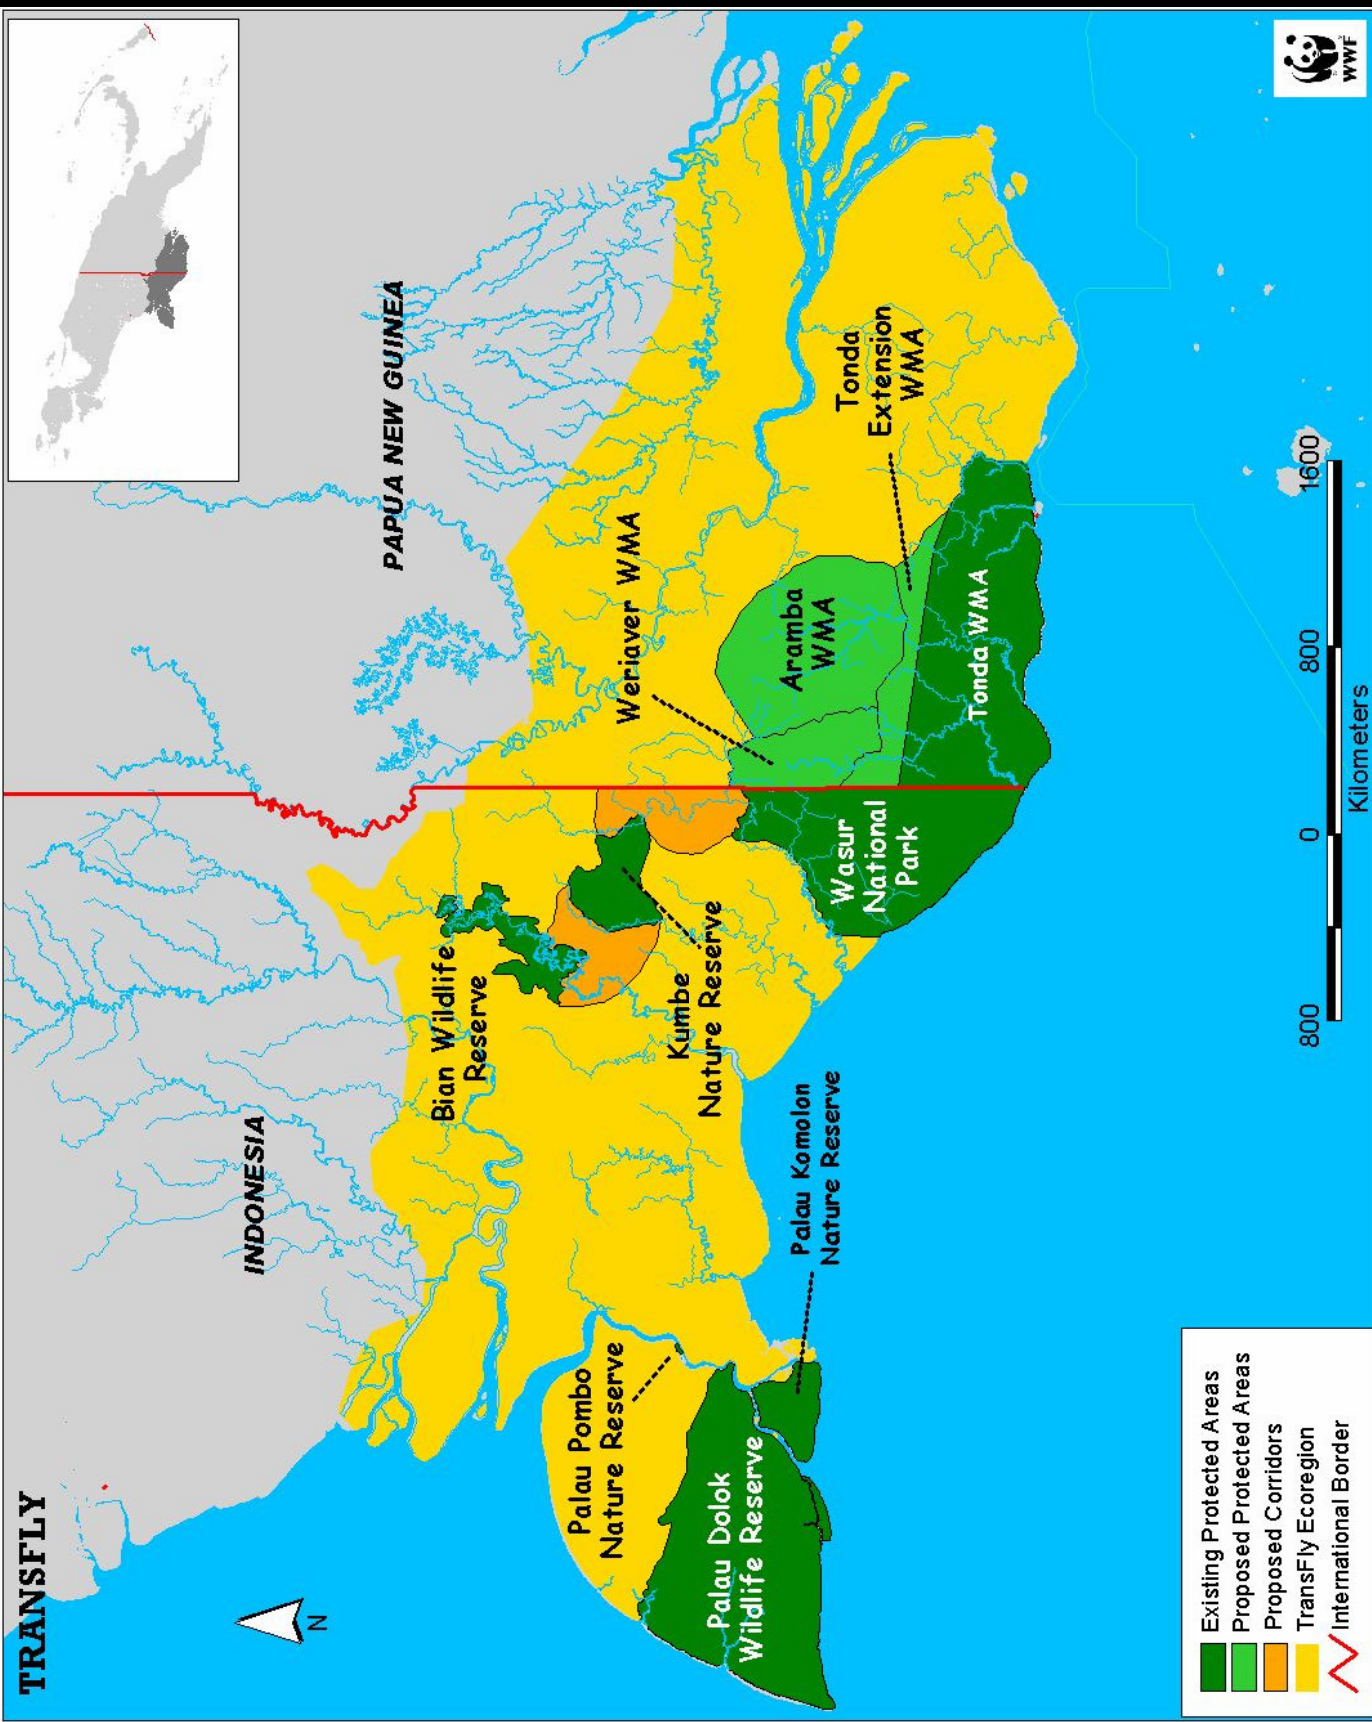 TRANSFLY
N
INDONESIA
PAPUA NEW GUINEA
Bian Wildlife
Reserve
Weriaver WMA
Kumbe
Nature Reserve
Palau Pombo
Nature Reserve
Palau Dolok
Wildlife Reserve
Palau Komolon
Nature Reserve
Wasur
National
Park
Aramba
WMA
Tonda
Extension
WMA
Tonda WMA
Existing Protected Areas
Proposed Protected Areas
Proposed Corridors
TransFly Ecoregion
International Border
800 0 800 1600
Kilometers
WWF